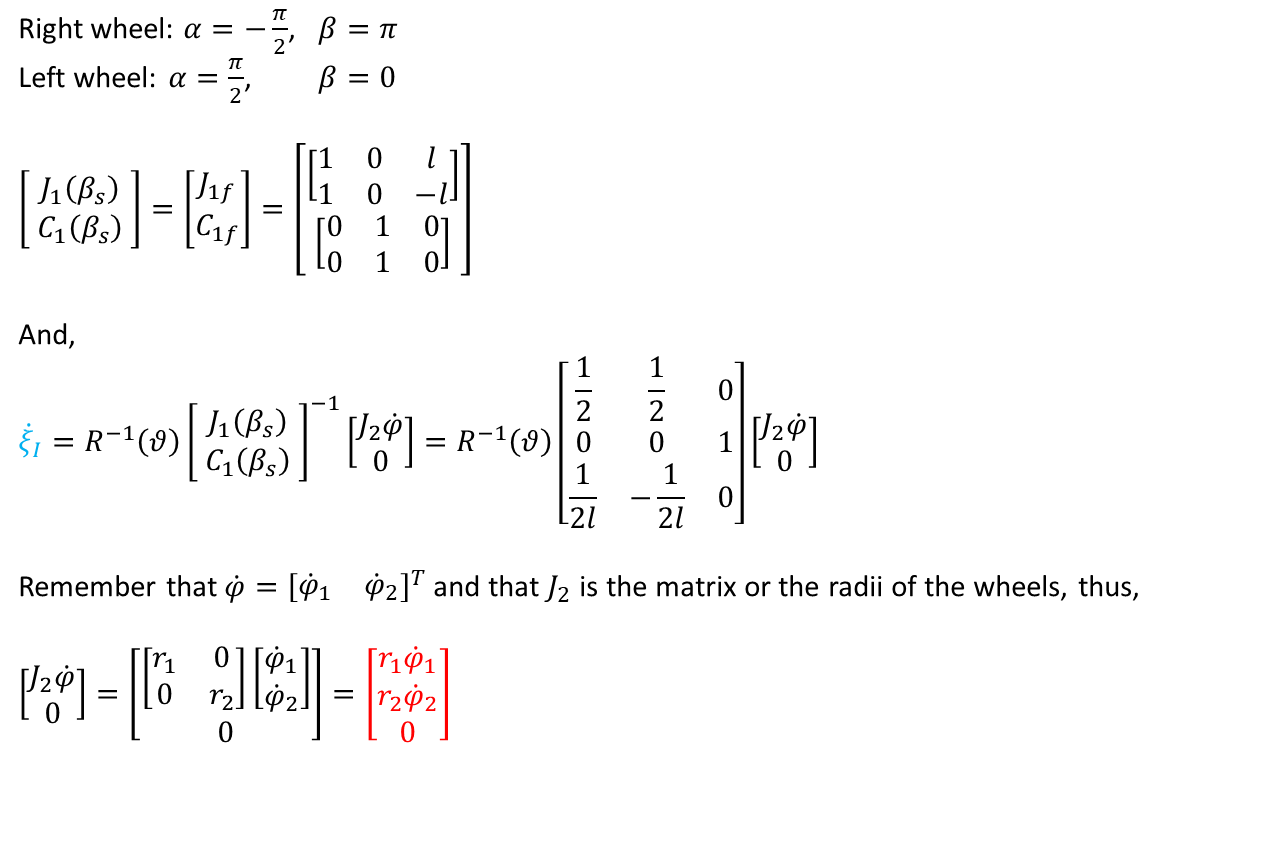 Right wheel: α = −π/2, β = π
Left wheel: α = π/2, β = 0
[J₁(βₛ) ; C₁(βₛ)] = [J₁f ; C₁f] = [[1 0 l ; 1 0 −l] ; [0 1 0 ; 0 1 0]]
And,
ξ̇_I = R⁻¹(ϑ) [J₁(βₛ) ; C₁(βₛ)]⁻¹ [J₂φ̇ ; 0] = R⁻¹(ϑ) [1/2 1/2 0 ; 0 0 1 ; 1/2l −1/2l 0] [J₂φ̇ ; 0]
Remember that φ̇ = [φ̇₁ φ̇₂]ᵀ and that J₂ is the matrix or the radii of the wheels, thus,
[J₂φ̇ ; 0] = [[r₁ 0 ; 0 r₂] [φ̇₁ ; φ̇₂] ; 0] = [r₁φ̇₁ ; r₂φ̇₂ ; 0]